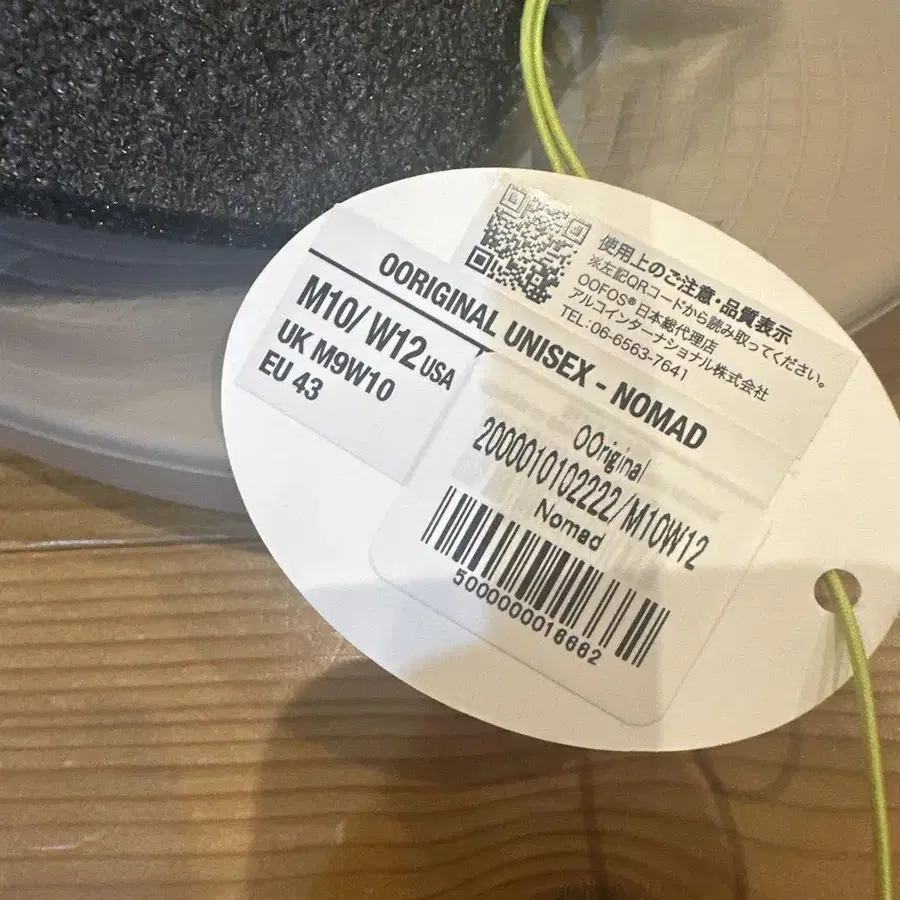 使用上のご注意・品質表示
※左記QRコードから読み取ってください。
OOFOS®日本総代理店
アルコインターナショナル株式会社
TEL:06-6563-7641
OORIGINAL UNISEX - NOMAD
M10/ W12 USA
UK M9W10
EU 43
OOriginal
2000010102222/M10W12
Nomad
5000000018662